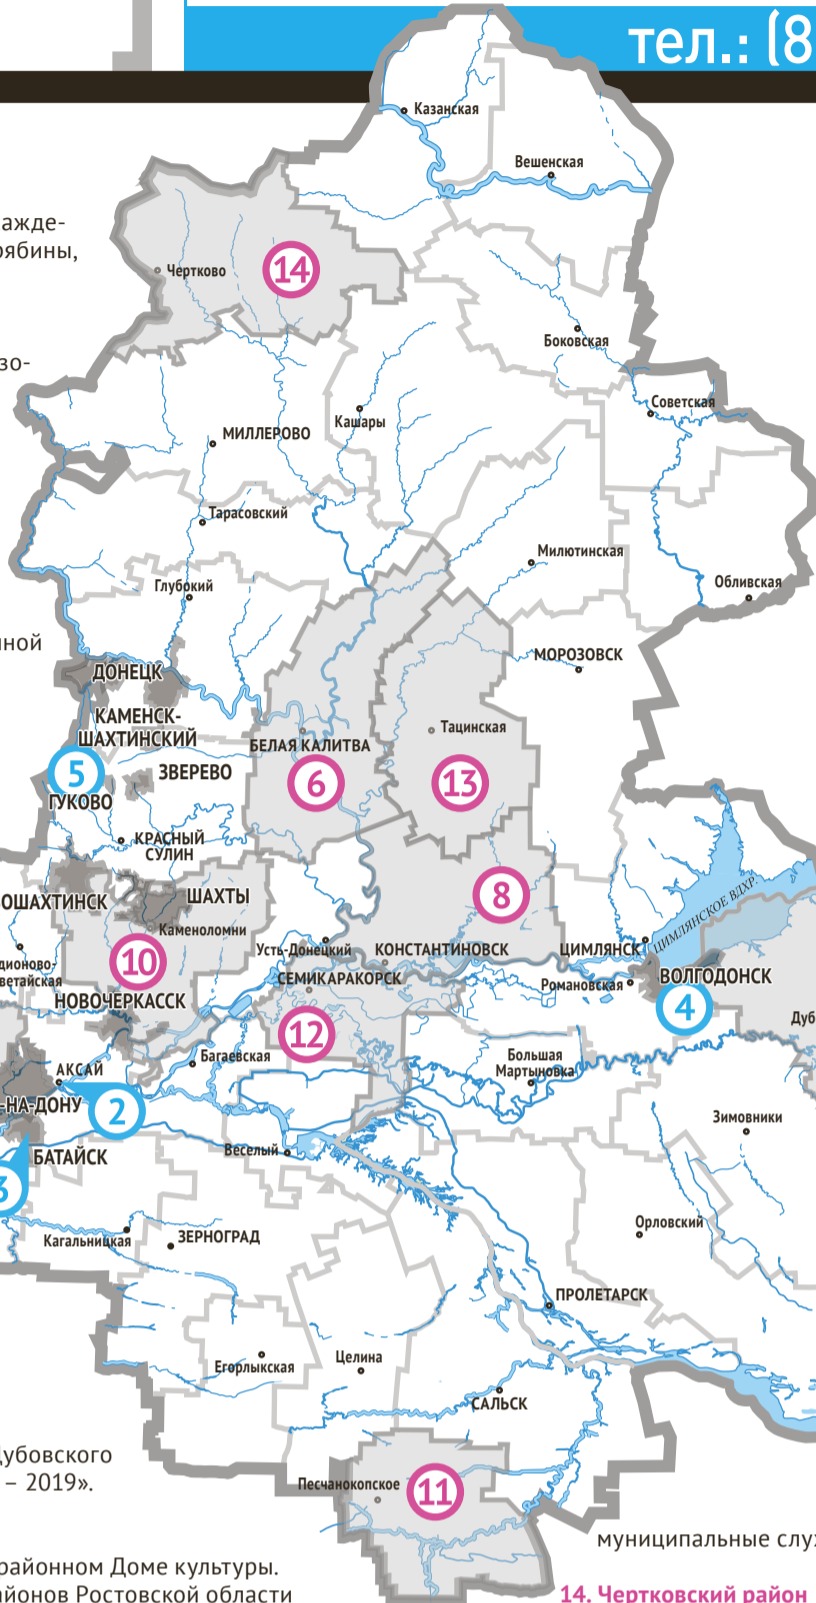 тел.: (8
Казанская
Вешенская
ажде-
рябины,
Чертково
14
Боковская
зо-
Советская
Кашары
МИЛЛЕРОВО
Тарасовский
Милютинская
Глубокий
Обливская
нной
МОРОЗОВСК
ДОНЕЦК
КАМЕНСК-
ШАХТИНСКИЙ
Тацинская
БЕЛАЯ КАЛИТВА
5
ЗВЕРЕВО
6
13
ГУКОВО
КРАСНЫЙ
СУЛИН
8
ОШАХТИНСК
ШАХТЫ
Каменоломни
ЦИМЛЯНСКОЕ ВДХР.
Усть-Донецкий
КОНСТАНТИНОВСК
ЦИМЛЯНСК
дионово-
ветайская
10
СЕМИКАРАКОРСК
Романовская
ВОЛГОДОНСК
НОВОЧЕРКАССК
4
Дуб
12
Багаевская
Большая
Мартыновка
АКСАЙ
-НА-ДОНУ
2
Зимовники
БАТАЙСК
Веселый
3
Орловский
Кагальницкая
ЗЕРНОГРАД
ПРОЛЕТАРСК
Егорлыкская
Целина
САЛЬСК
Дубовского
– 2019».
Песчанокопское
11
муниципальные слу
районном Доме культуры.
айонов Ростовской области
14. Чертковский район